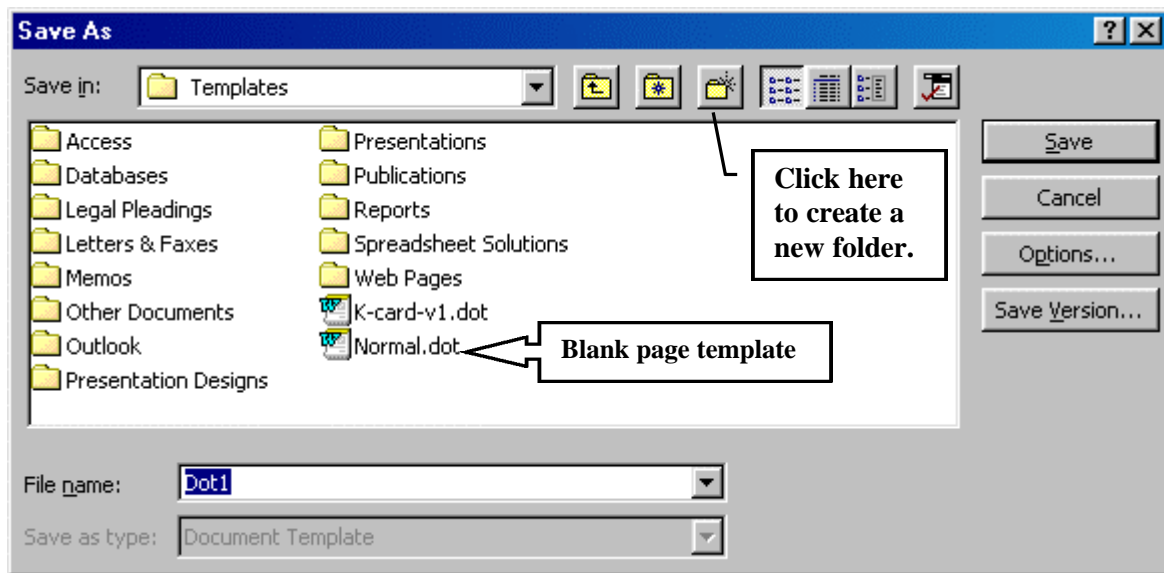 Save As
Save in: Templates
Access
Databases
Legal Pleadings
Letters & Faxes
Memos
Other Documents
Outlook
Presentation Designs
Presentations
Publications
Reports
Spreadsheet Solutions
Web Pages
K-card-v1.dot
Normal.dot
Click here
to create a
new folder.
Blank page template
Save
Cancel
Options...
Save Version...
File name: Dot1
Save as type: Document Template